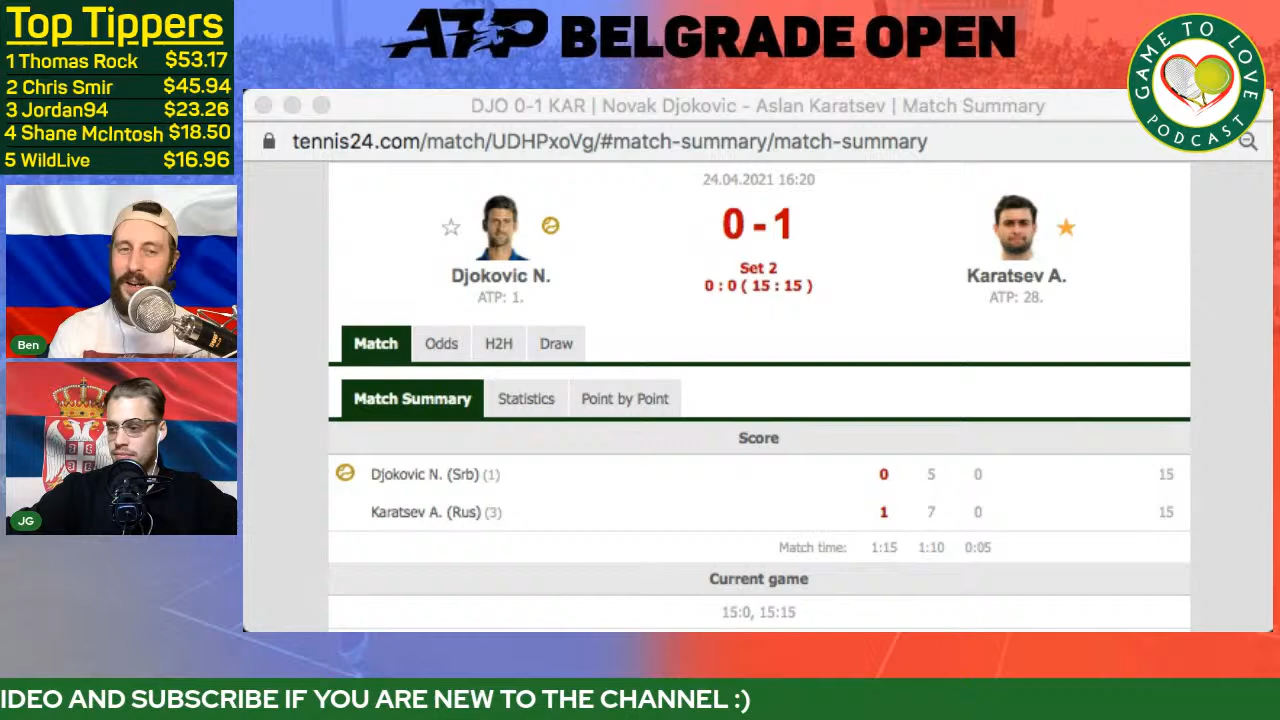 Top Tippers
1 Thomas Rock $53.17
2 Chris Smir $45.94
3 Jordan94 $23.26
4 Shane McIntosh $18.50
5 WildLive $16.96
ATP BELGRADE OPEN
GAME TO LOVE
PODCAST
DJO 0-1 KAR | Novak Djokovic - Aslan Karatsev | Match Summary
tennis24.com/match/UDHPxoVg/#match-summary/match-summary
24.04.2021 16:20
0 - 1
Set 2
0 : 0 ( 15 : 15 )
Djokovic N.
ATP: 1.
Karatsev A.
ATP: 28.
Match Odds H2H Draw
Match Summary Statistics Point by Point
Score
Djokovic N. (Srb) (1) 0 5 0 15
Karatsev A. (Rus) (3) 1 7 0 15
Match time: 1:15 1:10 0:05
Current game
15:0, 15:15
Ben
JG
IDEO AND SUBSCRIBE IF YOU ARE NEW TO THE CHANNEL :)